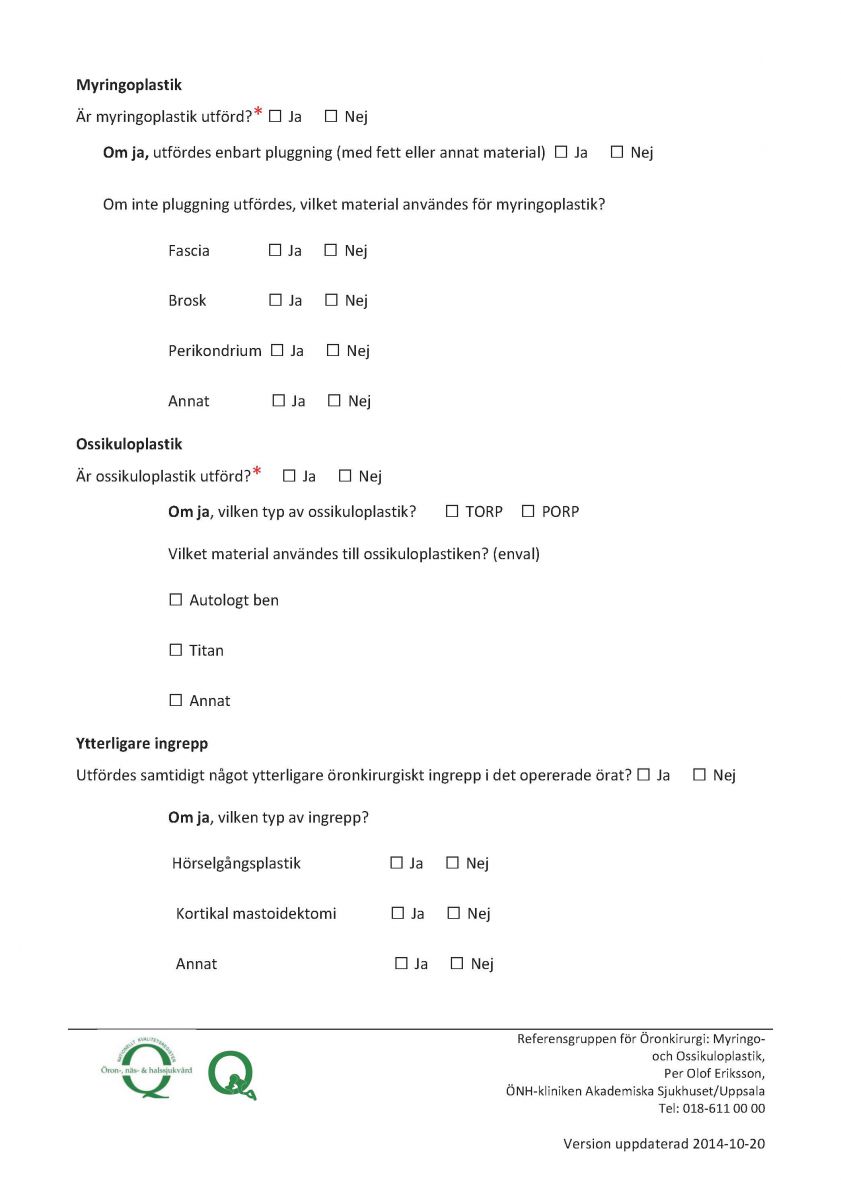 Myringoplastik
Är myringoplastik utförd?* ☐ Ja ☐ Nej
Om ja, utfördes enbart pluggning (med fett eller annat material) ☐ Ja ☐ Nej
Om inte pluggning utfördes, vilket material användes för myringoplastik?
Fascia ☐ Ja ☐ Nej
Brosk ☐ Ja ☐ Nej
Perikondrium ☐ Ja ☐ Nej
Annat ☐ Ja ☐ Nej
Ossikuloplastik
Är ossikuloplastik utförd?* ☐ Ja ☐ Nej
Om ja, vilken typ av ossikuloplastik? ☐ TORP ☐ PORP
Vilket material användes till ossikuloplastiken? (enval)
☐ Autologt ben
☐ Titan
☐ Annat
Ytterligare ingrepp
Utfördes samtidigt något ytterligare öronkirurgiskt ingrepp i det opererade örat? ☐ Ja ☐ Nej
Om ja, vilken typ av ingrepp?
Hörselgångsplastik ☐ Ja ☐ Nej
Kortikal mastoidektomi ☐ Ja ☐ Nej
Annat ☐ Ja ☐ Nej
NATIONELLT KVALITETSREGISTER
Öron-, näs- & halssjukvård
Referensgruppen för Öronkirurgi: Myringo-
och Ossikuloplastik,
Per Olof Eriksson,
ÖNH-kliniken Akademiska Sjukhuset/Uppsala
Tel: 018-611 00 00
Version uppdaterad 2014-10-20